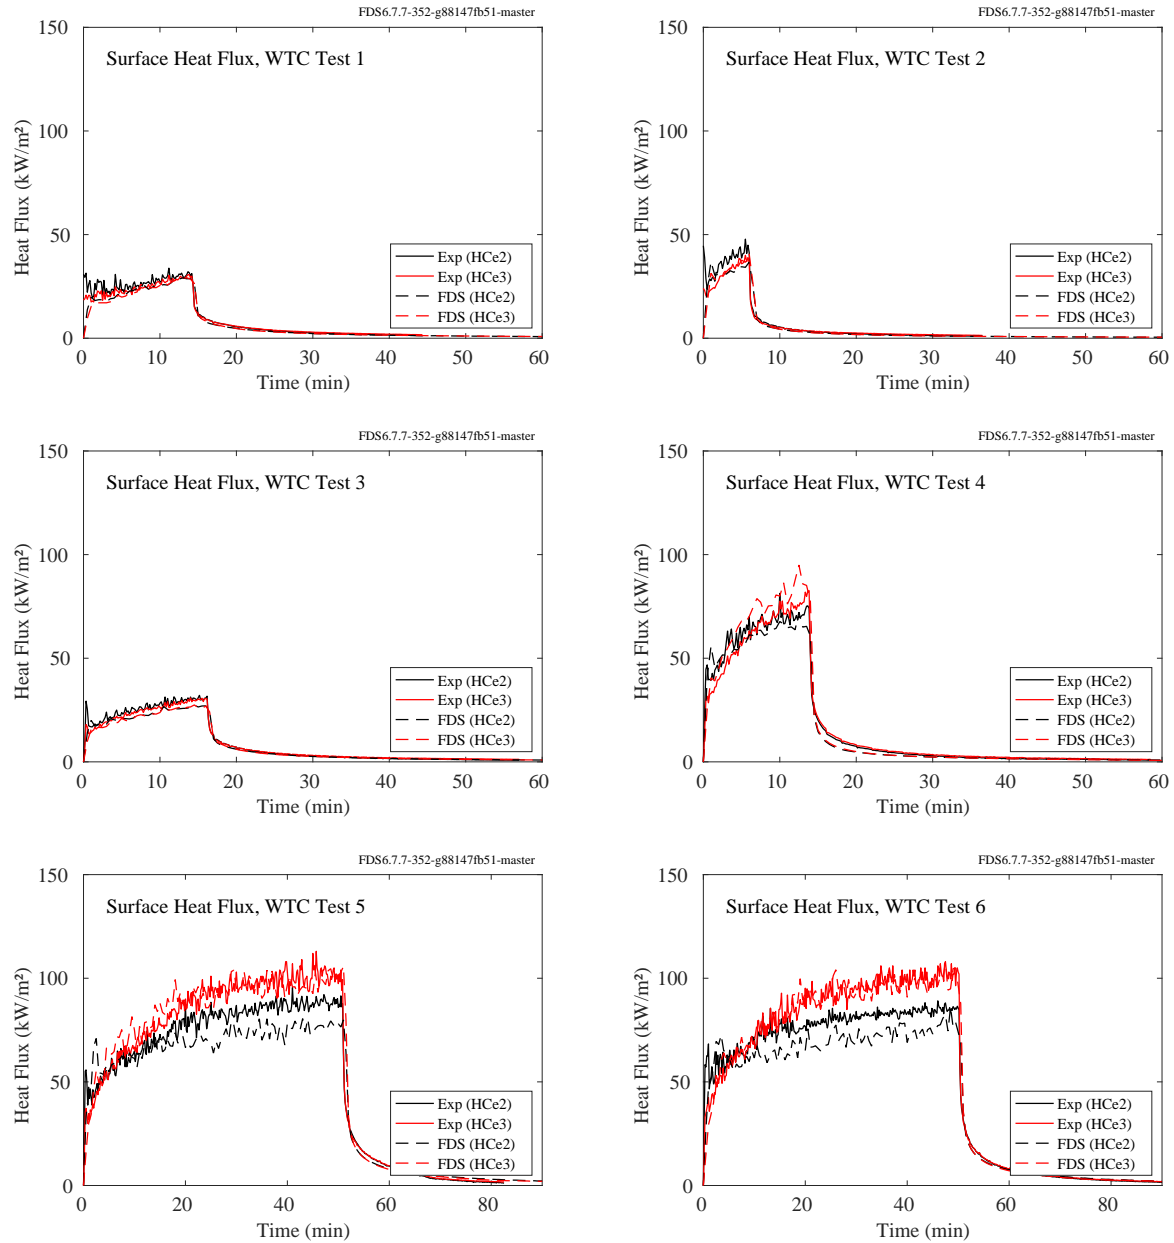 FDS6.7.7-352-g88147fb51-master
Surface Heat Flux, WTC Test 1
Heat Flux (kW/m²)
150
100
50
0
Exp (HCe2)
Exp (HCe3)
FDS (HCe2)
FDS (HCe3)
0 10 20 30 40 50 60
Time (min)
FDS6.7.7-352-g88147fb51-master
Surface Heat Flux, WTC Test 2
Heat Flux (kW/m²)
150
100
50
0
Exp (HCe2)
Exp (HCe3)
FDS (HCe2)
FDS (HCe3)
0 10 20 30 40 50 60
Time (min)
FDS6.7.7-352-g88147fb51-master
Surface Heat Flux, WTC Test 3
Heat Flux (kW/m²)
150
100
50
0
Exp (HCe2)
Exp (HCe3)
FDS (HCe2)
FDS (HCe3)
0 10 20 30 40 50 60
Time (min)
FDS6.7.7-352-g88147fb51-master
Surface Heat Flux, WTC Test 4
Heat Flux (kW/m²)
150
100
50
0
Exp (HCe2)
Exp (HCe3)
FDS (HCe2)
FDS (HCe3)
0 10 20 30 40 50 60
Time (min)
FDS6.7.7-352-g88147fb51-master
Surface Heat Flux, WTC Test 5
Heat Flux (kW/m²)
150
100
50
0
Exp (HCe2)
Exp (HCe3)
FDS (HCe2)
FDS (HCe3)
0 20 40 60 80
Time (min)
FDS6.7.7-352-g88147fb51-master
Surface Heat Flux, WTC Test 6
Heat Flux (kW/m²)
150
100
50
0
Exp (HCe2)
Exp (HCe3)
FDS (HCe2)
FDS (HCe3)
0 20 40 60 80
Time (min)